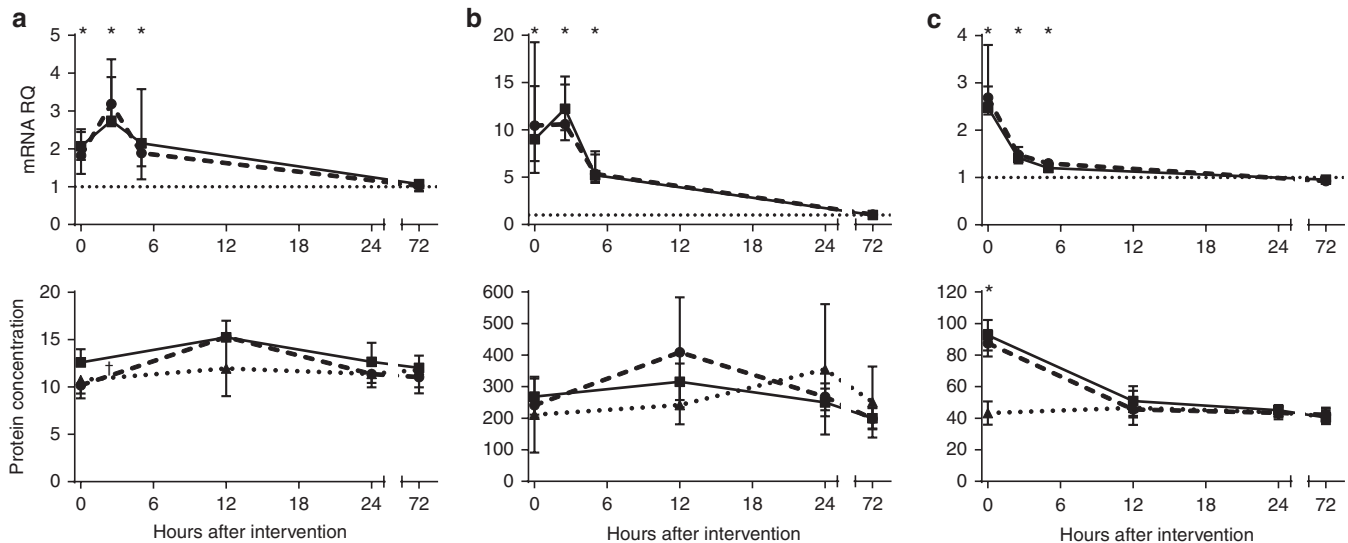 a
b
c
* * *
* * *
* * *
mRNA RQ
5
4
3
2
1
0
0 6 12 18 24 72
20
15
10
5
0
0 6 12 18 24 72
4
3
2
1
0
0 6 12 18 24 72
Protein concentration
20
15
10
5
0
†
0 6 12 18 24 72
Hours after intervention
600
500
400
300
200
100
0
0 6 12 18 24 72
Hours after intervention
120
100
80
60
40
20
0
*
0 6 12 18 24 72
Hours after intervention